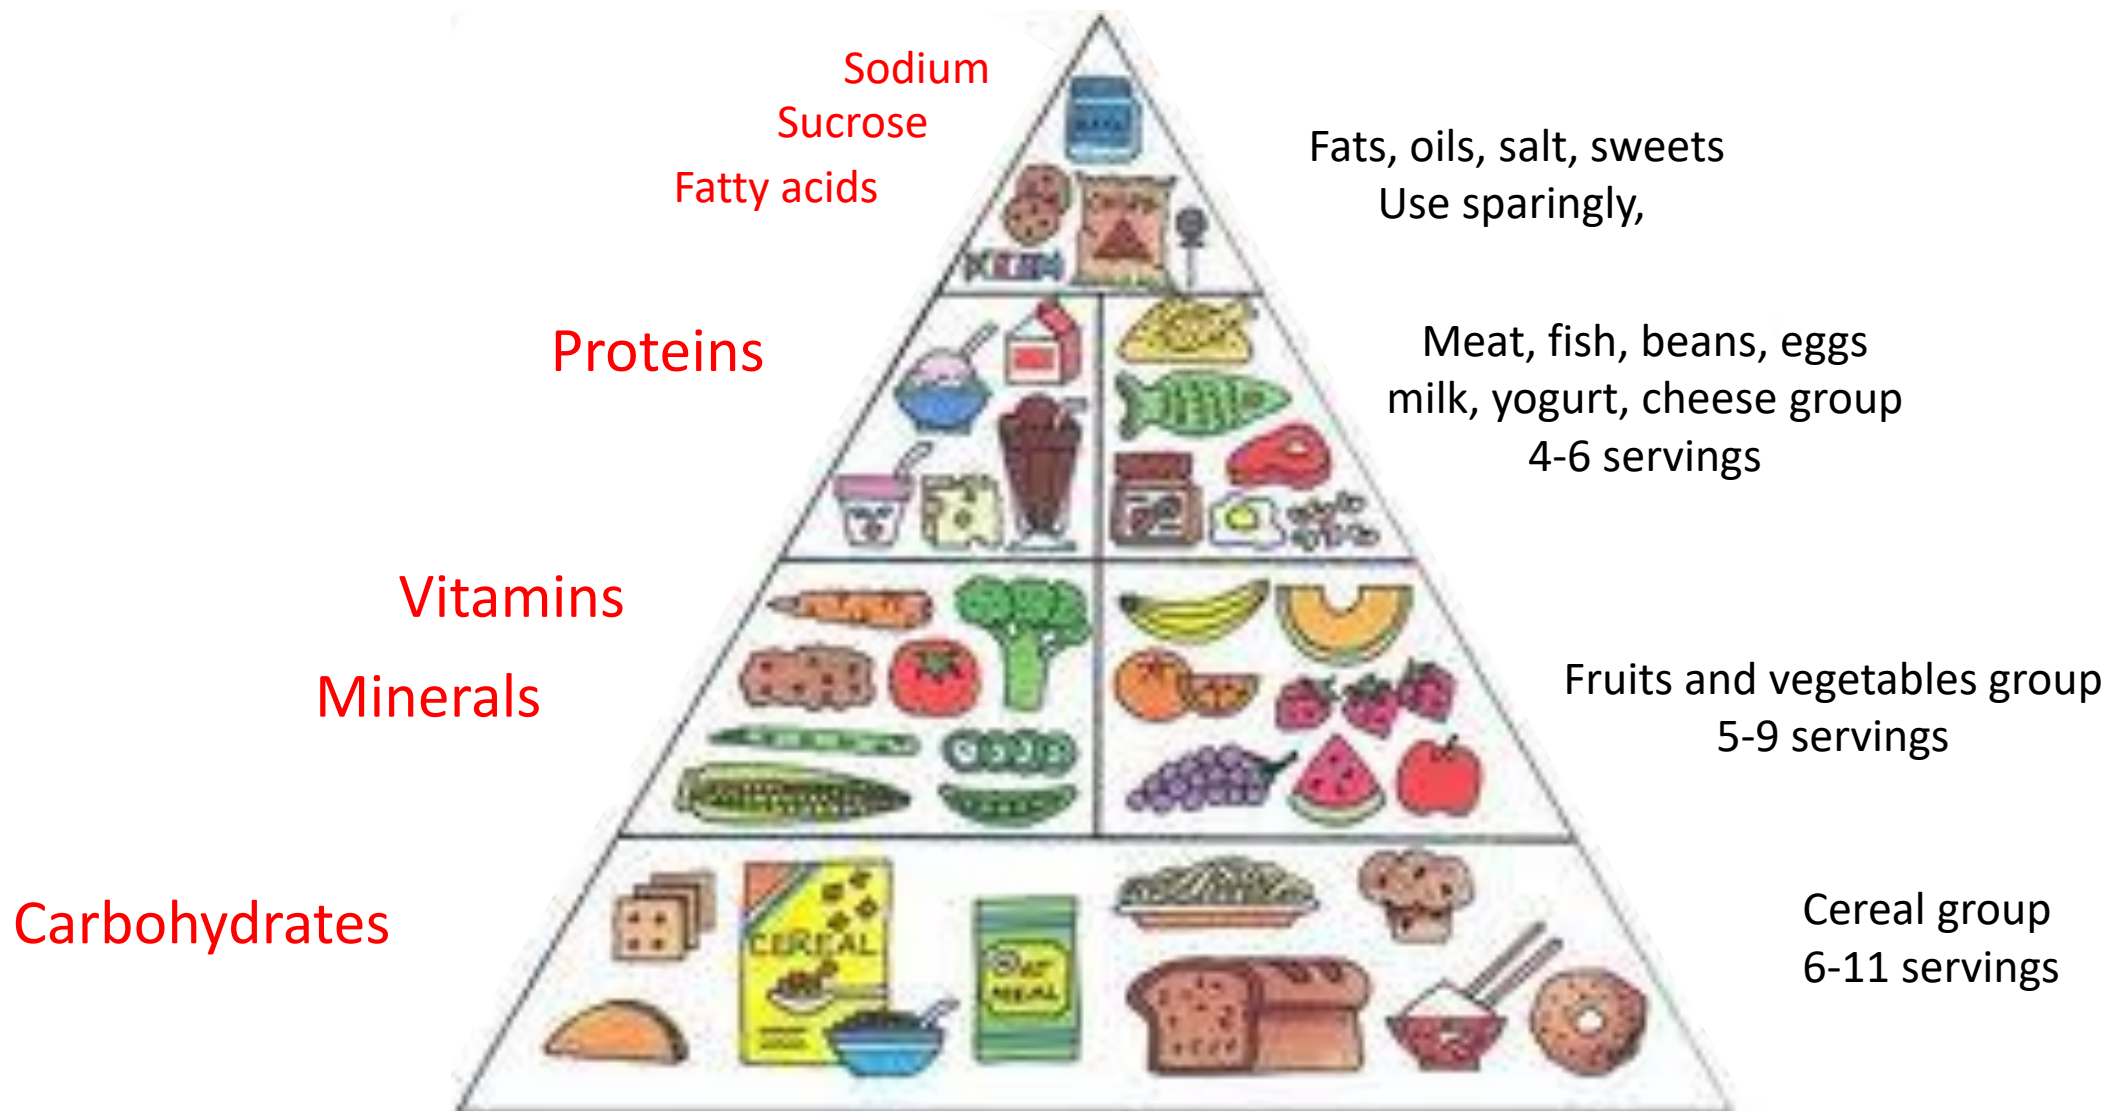 Sodium
Sucrose
Fatty acids
Fats, oils, salt, sweets
Use sparingly,
Proteins
Meat, fish, beans, eggs
milk, yogurt, cheese group
4-6 servings
Vitamins
Minerals
Fruits and vegetables group
5-9 servings
Carbohydrates
CEREAL
OAT
MEAL
Cereal group
6-11 servings